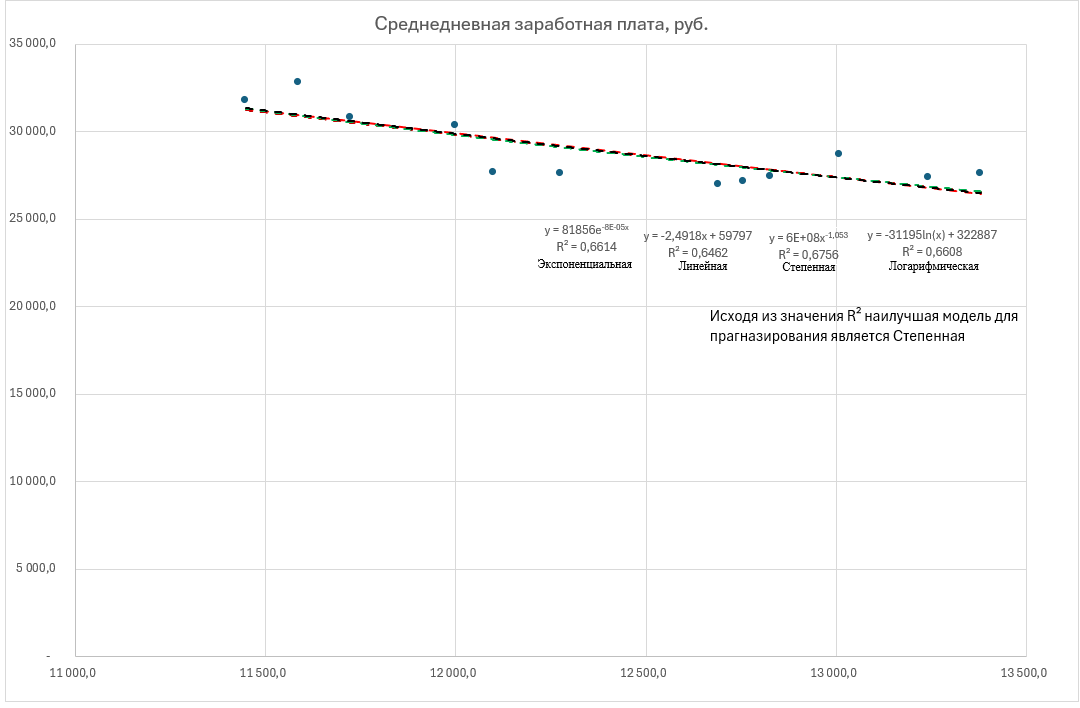 Среднедневная заработная плата, руб.
35 000,0
30 000,0
25 000,0
20 000,0
15 000,0
10 000,0
5 000,0
-
11 000,0
11 500,0
12 000,0
12 500,0
13 000,0
13 500,0
y = 81856e^-8E-05x
R² = 0,6614
Экспоненциальная
y = -2,4918x + 59797
R² = 0,6462
Линейная
y = 6E+08x^-1,053
R² = 0,6756
Степенная
y = -31195ln(x) + 322887
R² = 0,6608
Логарифмическая
Исходя из значения R² наилучшая модель для
прагназирования является Степенная